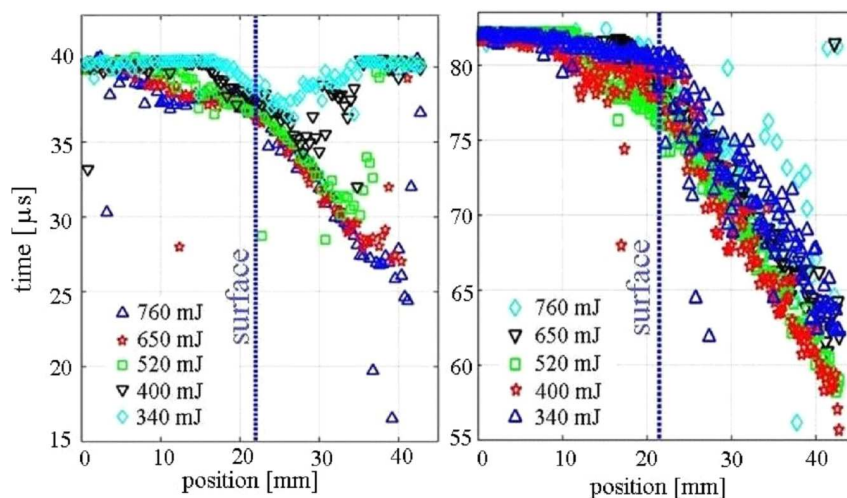 40
35
30
25
20
15
time [µs]
surface
760 mJ
650 mJ
520 mJ
400 mJ
340 mJ
0 10 20 30 40
position [mm]
80
75
70
65
60
55
surface
760 mJ
650 mJ
520 mJ
400 mJ
340 mJ
0 10 20 30 40
position [mm]